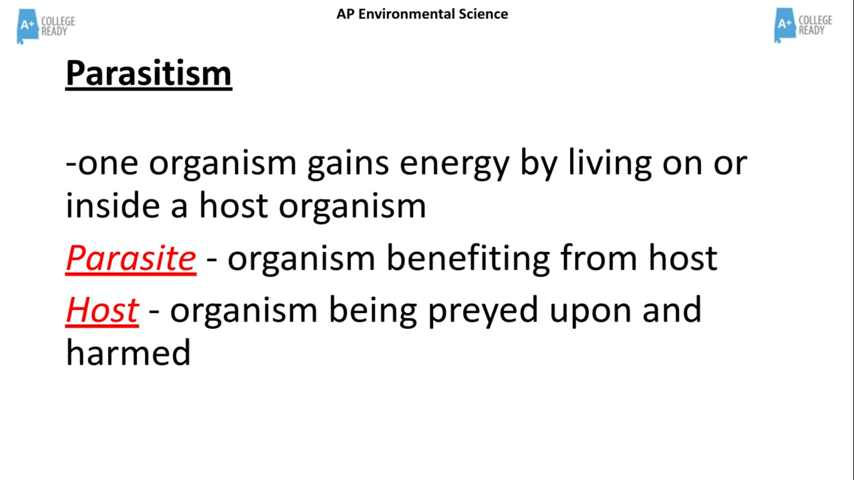 AP Environmental Science
A+ COLLEGE READY
A+ COLLEGE READY
Parasitism
-one organism gains energy by living on or
inside a host organism
Parasite - organism benefiting from host
Host - organism being preyed upon and
harmed